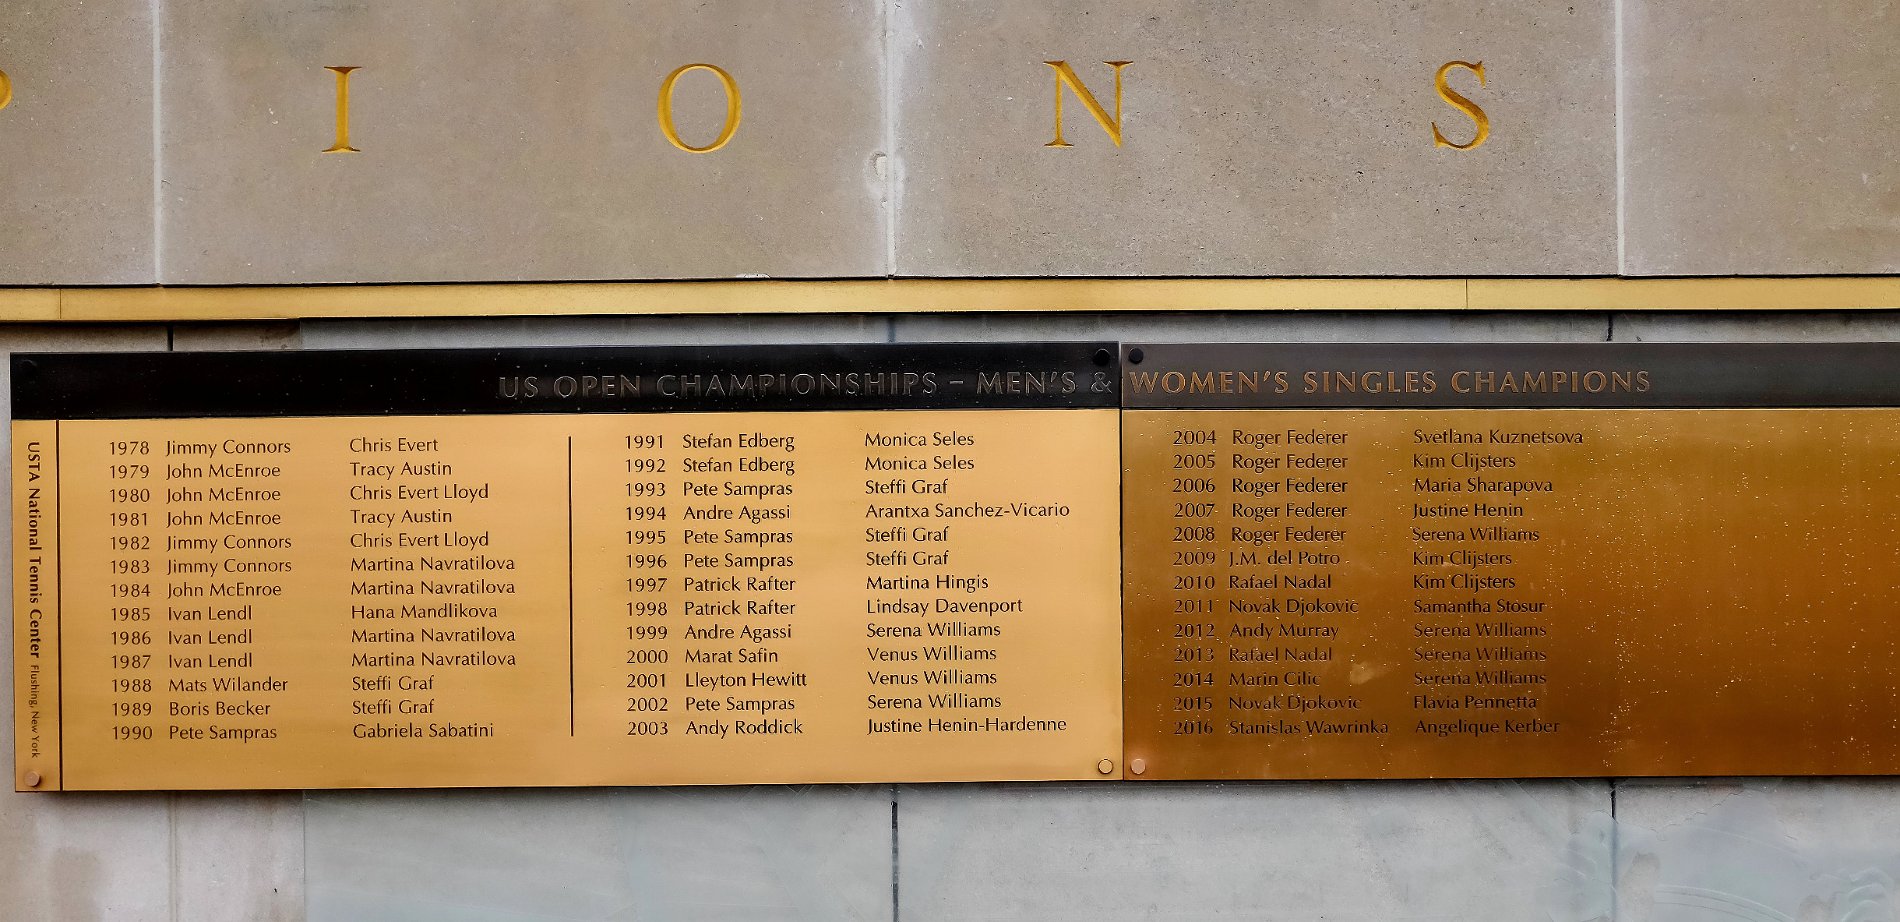 I O N S
US OPEN CHAMPIONSHIPS – MEN'S & WOMEN'S SINGLES CHAMPIONS
USTA National Tennis Center Flushing, New York
1978 Jimmy Connors Chris Evert
1979 John McEnroe Tracy Austin
1980 John McEnroe Chris Evert Lloyd
1981 John McEnroe Tracy Austin
1982 Jimmy Connors Chris Evert Lloyd
1983 Jimmy Connors Martina Navratilova
1984 John McEnroe Martina Navratilova
1985 Ivan Lendl Hana Mandlikova
1986 Ivan Lendl Martina Navratilova
1987 Ivan Lendl Martina Navratilova
1988 Mats Wilander Steffi Graf
1989 Boris Becker Steffi Graf
1990 Pete Sampras Gabriela Sabatini
1991 Stefan Edberg Monica Seles
1992 Stefan Edberg Monica Seles
1993 Pete Sampras Steffi Graf
1994 Andre Agassi Arantxa Sanchez-Vicario
1995 Pete Sampras Steffi Graf
1996 Pete Sampras Steffi Graf
1997 Patrick Rafter Martina Hingis
1998 Patrick Rafter Lindsay Davenport
1999 Andre Agassi Serena Williams
2000 Marat Safin Venus Williams
2001 Lleyton Hewitt Venus Williams
2002 Pete Sampras Serena Williams
2003 Andy Roddick Justine Henin-Hardenne
2004 Roger Federer Svetlana Kuznetsova
2005 Roger Federer Kim Clijsters
2006 Roger Federer Maria Sharapova
2007 Roger Federer Justine Henin
2008 Roger Federer Serena Williams
2009 J.M. del Potro Kim Clijsters
2010 Rafael Nadal Kim Clijsters
2011 Novak Djokovic Samantha Stosur
2012 Andy Murray Serena Williams
2013 Rafael Nadal Serena Williams
2014 Marin Cilic Serena Williams
2015 Novak Djokovic Flavia Pennetta
2016 Stanislas Wawrinka Angelique Kerber